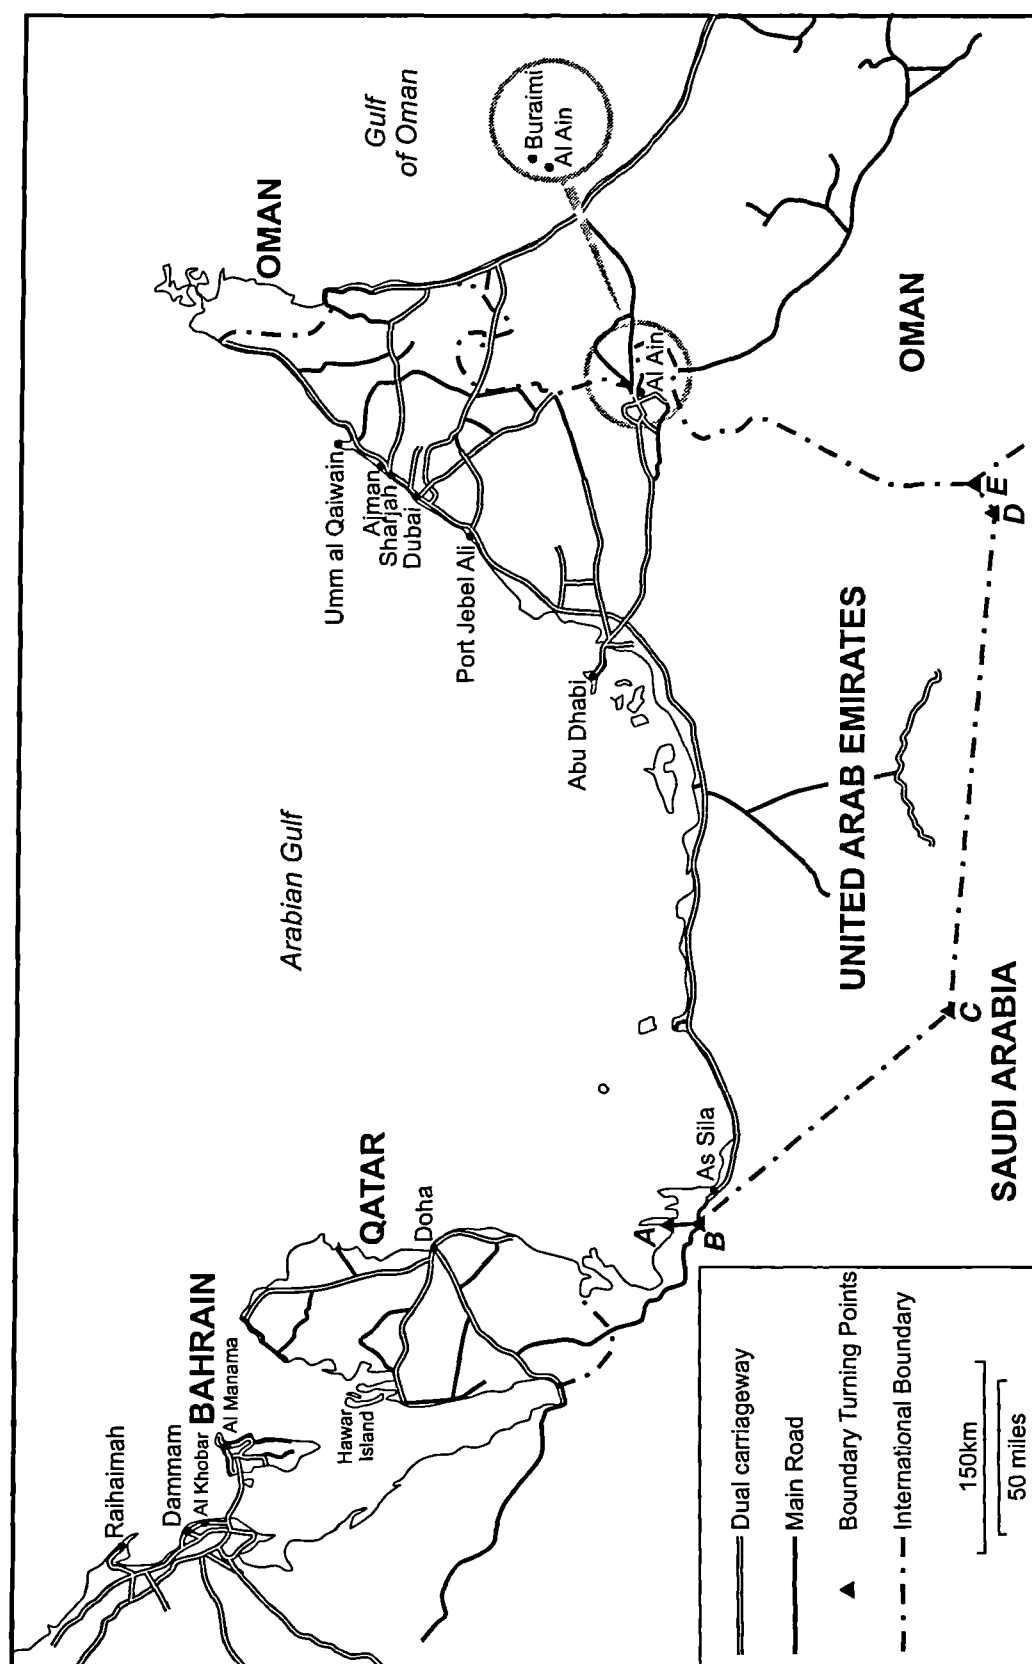 Raihaimah
Dammam
Al Khobar
BAHRAIN
Al Manama
OMAN
Arabian Gulf
Umm al Qaiwain
Hawar
Island
QATAR
Gulf
of Oman
Ajman
Sharjah
Dubai
Doha
Port Jebel Ali
Buraimi
Al Ain
Abu Dhabi
A
Al Ain
As Sila
B
UNITED ARAB EMIRATES
OMAN
C
E
SAUDI ARABIA
D
Dual carriageway
Main Road
Boundary Turning Points
International Boundary
150km
50 miles